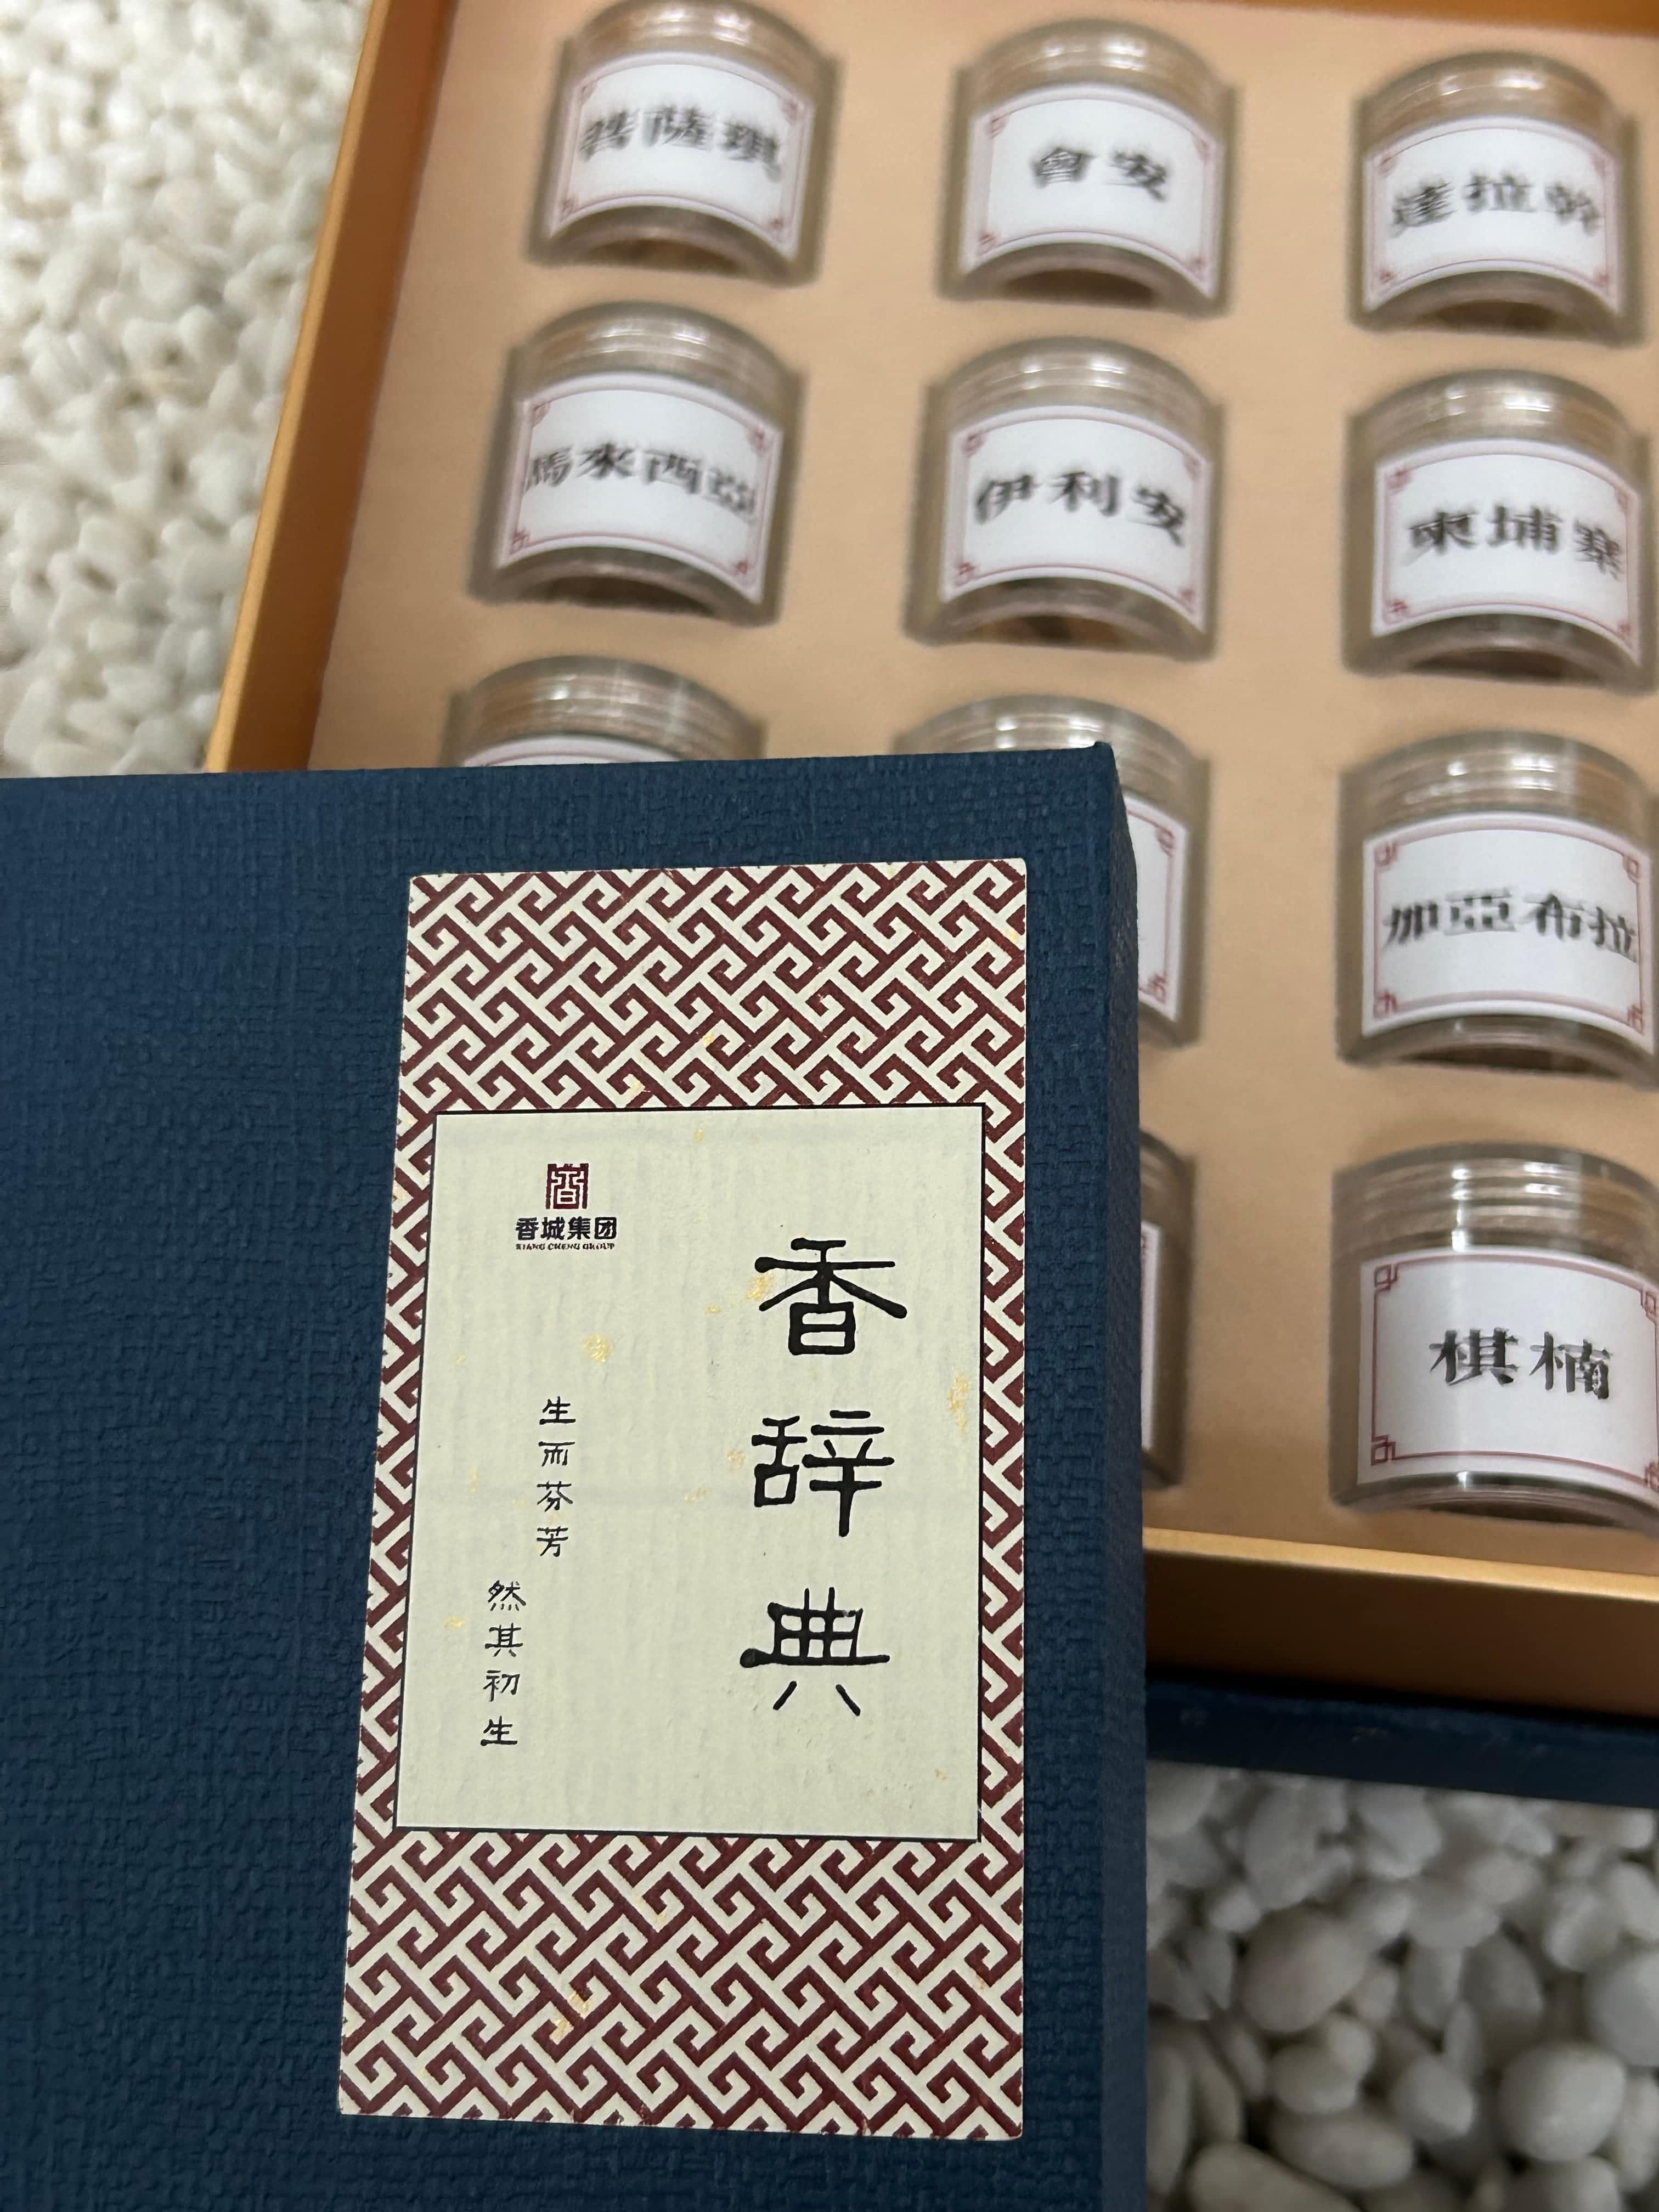 菩薩琪
會安
達拉幹
馬來西亞
伊利安
柬埔寨
加亞布拉
棋楠
香城集团
XIANG CHENG GROUP
香辞典
生而芬芳
然其初生